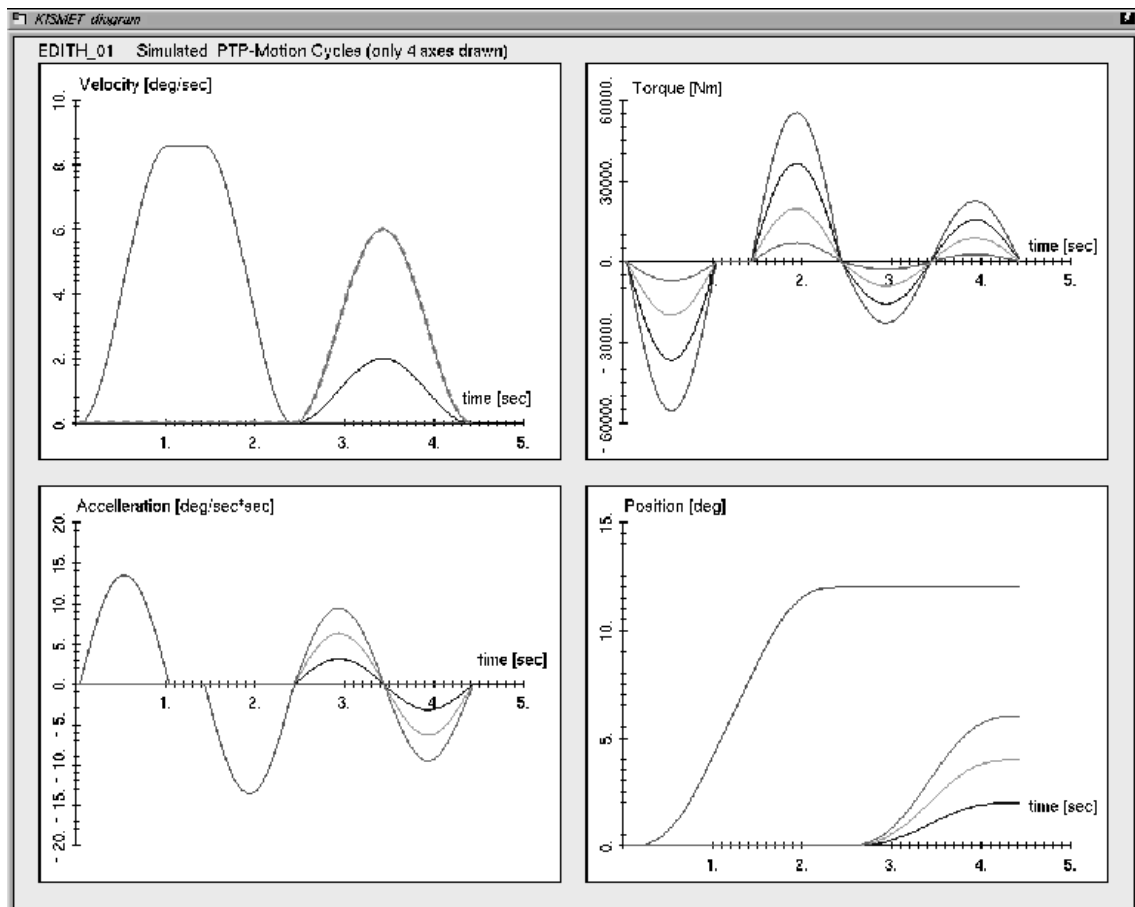 KISMET diagram
EDITH_01 Simulated PTP-Motion Cycles (only 4 axes drawn)
Velocity [deg/sec]
10.
8.
6.
4.
2.
0.
time [sec]
1. 2. 3. 4. 5.
Torque [Nm]
60000.
30000.
0.
- 30000.
- 60000.
time [sec]
1. 2. 3. 4. 5.
Accelleration [deg/sec*sec]
20.
15.
10.
5.
0.
- 5.
- 10.
- 15.
- 20.
time [sec]
1. 2. 3. 4. 5.
Position [deg]
15.
10.
5.
0.
time [sec]
1. 2. 3. 4. 5.